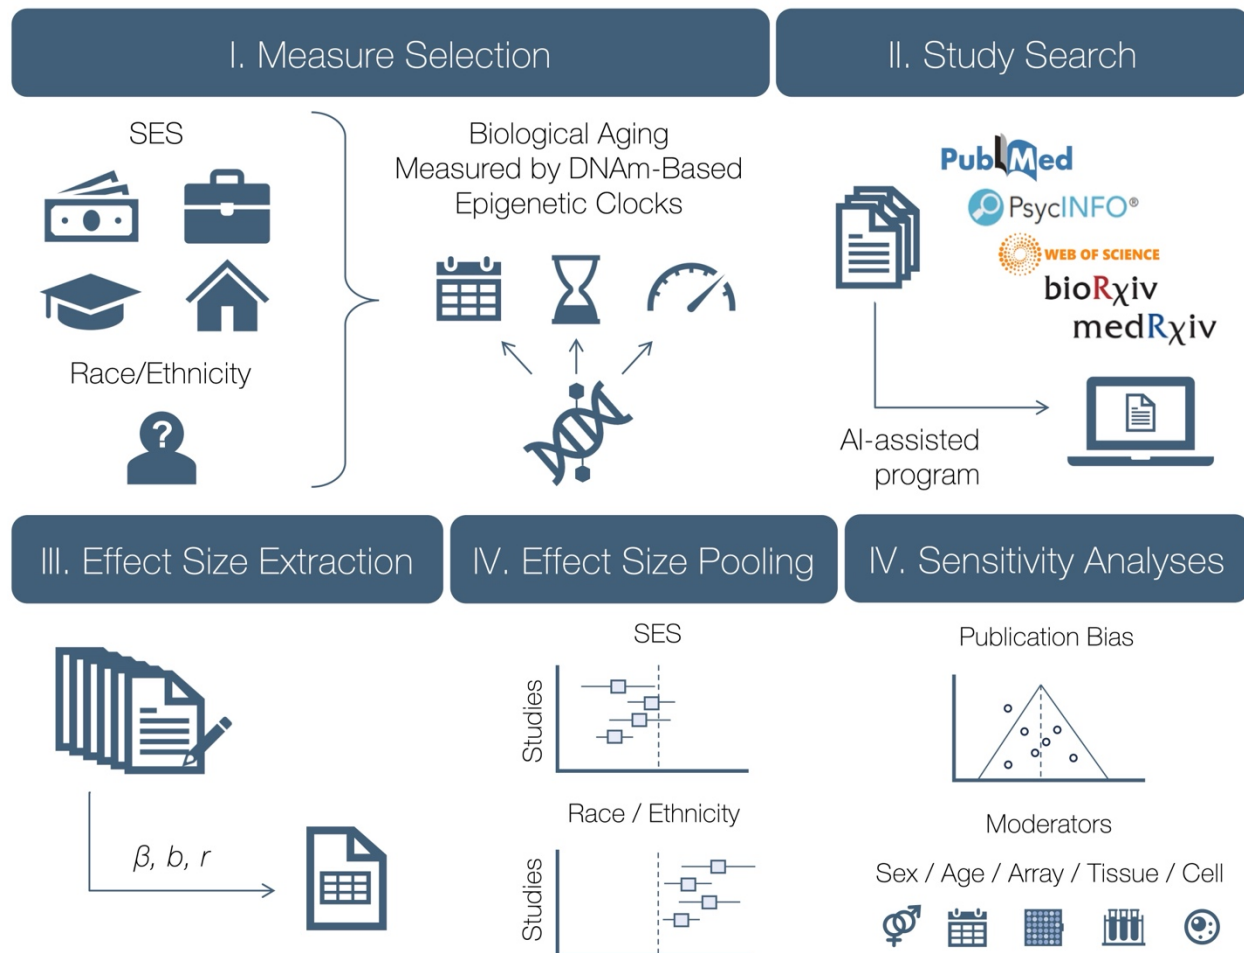 I. Measure Selection
II. Study Search
SES
Race/Ethnicity
?
Biological Aging
Measured by DNAm-Based
Epigenetic Clocks
PubMed
PsycINFO®
WEB OF SCIENCE
bioRχiv
medRχiv
AI-assisted
program
III. Effect Size Extraction
IV. Effect Size Pooling
IV. Sensitivity Analyses
β, b, r
SES
Studies
Race / Ethnicity
Studies
Publication Bias
Moderators
Sex / Age / Array / Tissue / Cell